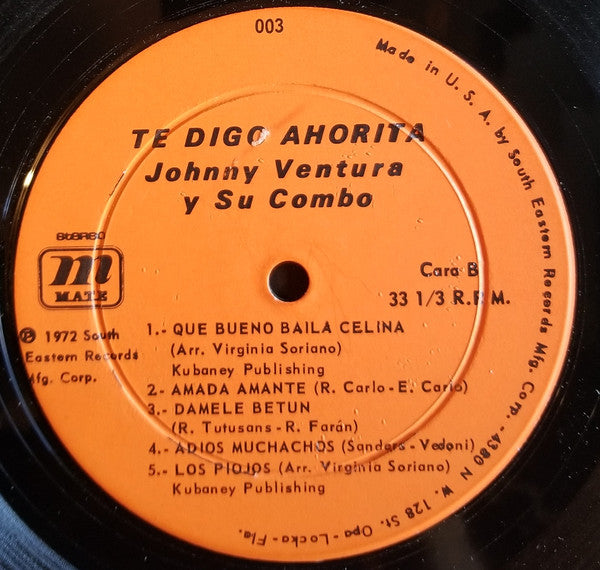 003
TE DIGO AHORITA
Johnny Ventura
y Su Combo
STEREO
m
MATE
Cara B
33 1/3 R.P.M.
℗ 1972 South
Eastern Records
Mfg. Corp.
1.- QUE BUENO BAILA CELINA
(Arr. Virginia Soriano)
Kubaney Publishing
2.- AMADA AMANTE (R. Carlo-E. Carlo)
3.- DAMELE BETUN
(R. Tutusans-R. Farán)
4.- ADIOS MUCHACHOS (Sanders-Vedani)
5.- LOS PIOJOS (Arr. Virginia Soriano)
Kubaney Publishing
Made in U. S. A. by South Eastern Records Mfg. Corp. - 4380 N W. 128 St. Opa - Locka - Fla.